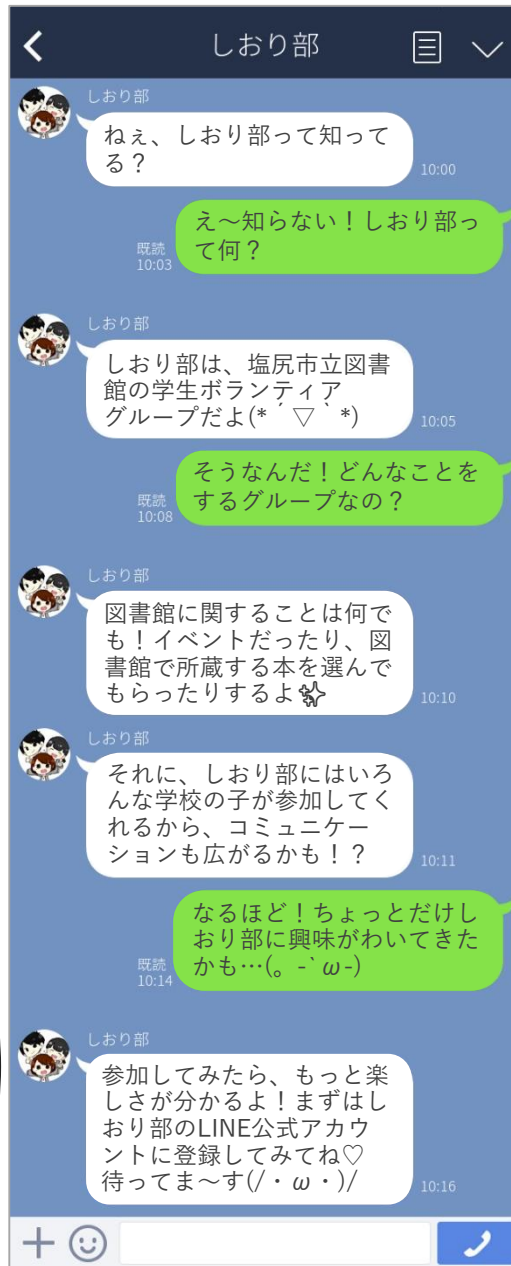 しおり部
しおり部
ねぇ、しおり部って知って
る？
10:00
え〜知らない！しおり部っ
て何？
既読
10:03
しおり部
しおり部は、塩尻市立図書
館の学生ボランティア
グループだよ(*´▽｀*)
10:05
そうなんだ！どんなことを
するグループなの？
既読
10:08
しおり部
図書館に関することは何で
も！イベントだったり、図
書館で所蔵する本を選んで
もらったりするよ✨
10:10
しおり部
それに、しおり部にはいろ
んな学校の子が参加してく
れるから、コミュニケー
ションも広がるかも！？
10:11
なるほど！ちょっとだけし
おり部に興味がわいてきた
かも…(。-`ω-)
既読
10:14
しおり部
参加してみたら、もっと楽
しさが分かるよ！まずはし
おり部のLINE公式アカウ
ントに登録してみてね♡
待ってま〜す(/・ω・)/
10:16